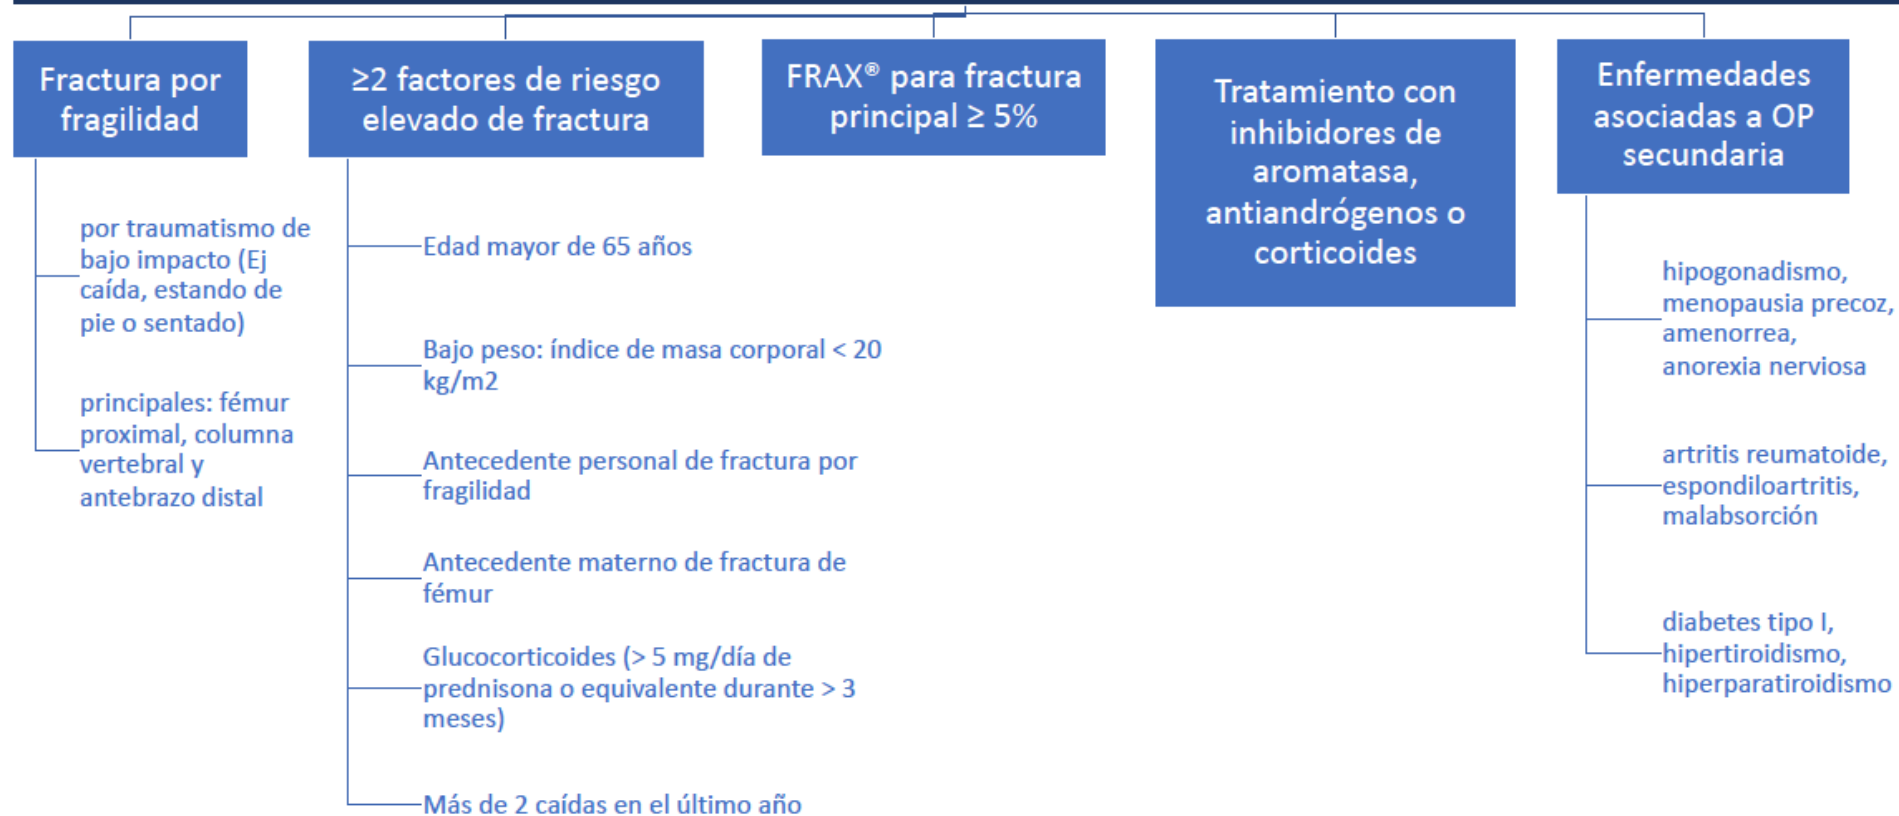 Fractura por
fragilidad
por traumatismo de
bajo impacto (Ej
caída, estando de
pie o sentado)
principales: fémur
proximal, columna
vertebral y
antebrazo distal
≥2 factores de riesgo
elevado de fractura
Edad mayor de 65 años
Bajo peso: índice de masa corporal < 20
kg/m2
Antecedente personal de fractura por
fragilidad
Antecedente materno de fractura de
fémur
Glucocorticoides (> 5 mg/día de
prednisona o equivalente durante > 3
meses)
Más de 2 caídas en el último año
FRAX® para fractura
principal ≥ 5%
Tratamiento con
inhibidores de
aromatasa,
antiandrógenos o
corticoides
Enfermedades
asociadas a OP
secundaria
hipogonadismo,
menopausia precoz,
amenorrea,
anorexia nerviosa
artritis reumatoide,
espondiloartritis,
malabsorción
diabetes tipo I,
hipertiroidismo,
hiperparatiroidismo